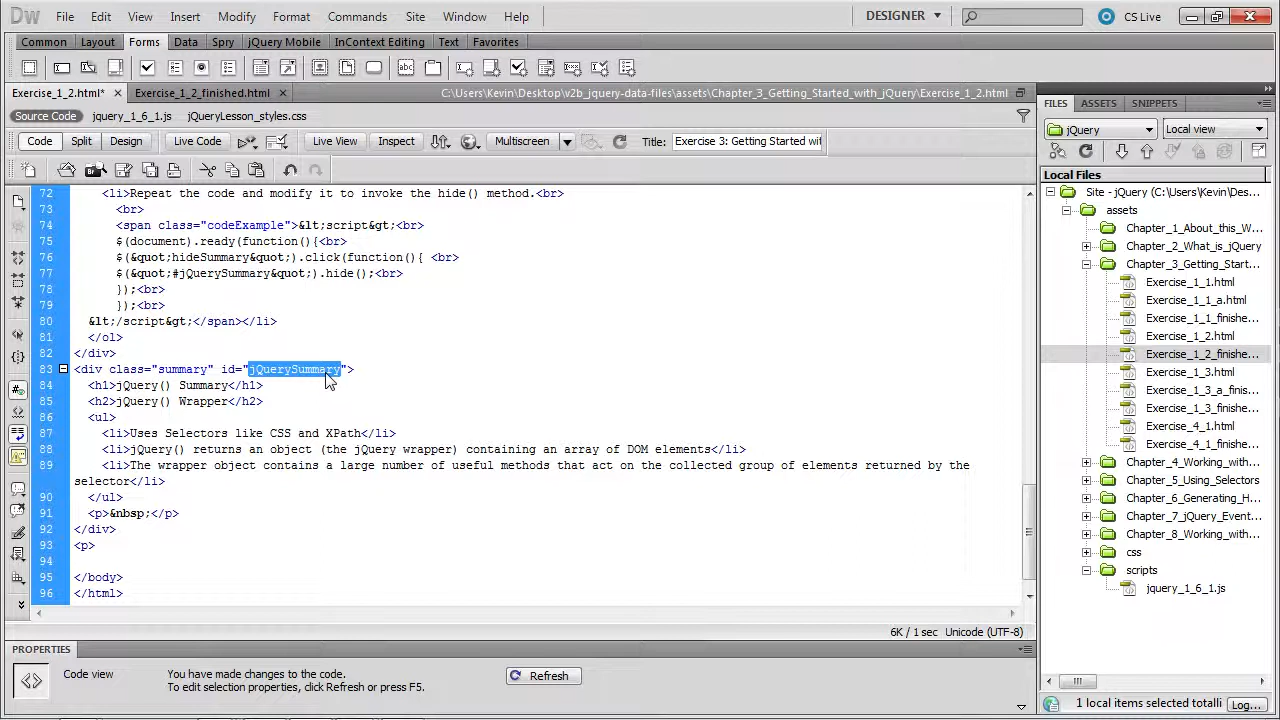 Dw File Edit View Insert Modify Format Commands Site Window Help DESIGNER CS Live
Common Layout Forms Data Spry jQuery Mobile InContext Editing Text Favorites
Exercise_1_2.html* Exercise_1_2_finished.html C:\Users\Kevin\Desktop\v2b_jquery-data-files\assets\Chapter_3_Getting_Started_with_jQuery\Exercise_1_2.html
Source Code jquery_1_6_1.js jQueryLesson_styles.css
Code Split Design Live Code Live View Inspect Multiscreen Title: Exercise 3: Getting Started wit
72 <li>Repeat the code and modify it to invoke the hide() method.<br>
73 <br>
74 <span class="codeExample">&lt;script&gt;<br>
75 $(document).ready(function(){<br>
76 $(&quot;hideSummary&quot;).click(function(){ <br>
77 $(&quot;#jQuerySummary&quot;).hide();<br>
78 });<br>
79 });<br>
80 &lt;/script&gt;</span></li>
81 </ol>
82 </div>
83 <div class="summary" id="jQuerySummary">
84 <h1>jQuery() Summary</h1>
85 <h2>jQuery() Wrapper</h2>
86 <ul>
87 <li>Uses Selectors like CSS and XPath</li>
88 <li>jQuery() returns an object (the jQuery wrapper) containing an array of DOM elements</li>
89 <li>The wrapper object contains a large number of useful methods that act on the collected group of elements returned by the
selector</li>
90 </ul>
91 <p>&nbsp;</p>
92 </div>
93 <p>
94
95 </body>
96 </html>
6K / 1 sec Unicode (UTF-8)
PROPERTIES
Code view You have made changes to the code.
To edit selection properties, click Refresh or press F5.
Refresh
FILES ASSETS SNIPPETS
jQuery Local view
Local Files
Site - jQuery (C:\Users\Kevin\Des...
assets
Chapter_1_About_this_W...
Chapter_2_What_is_jQuery
Chapter_3_Getting_Start...
Exercise_1_1.html
Exercise_1_1_a.html
Exercise_1_1_finishe...
Exercise_1_2.html
Exercise_1_2_finishe...
Exercise_1_3.html
Exercise_1_3_a_finis...
Exercise_1_3_finishe...
Exercise_4_1.html
Exercise_4_1_finishe...
Chapter_4_Working_with...
Chapter_5_Using_Selectors
Chapter_6_Generating_H...
Chapter_7_jQuery_Event...
Chapter_8_Working_with...
css
scripts
jquery_1_6_1.js
1 local items selected totalli Log...